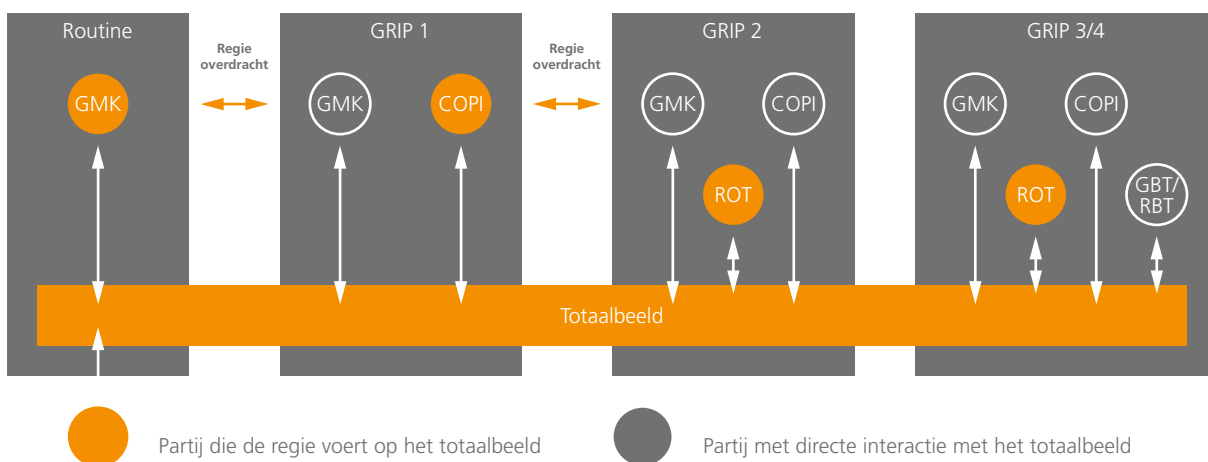 Routine
GMK
Regie
overdracht
GRIP 1
GMK
COPI
Regie
overdracht
GRIP 2
GMK
COPI
ROT
GRIP 3/4
GMK
COPI
ROT
GBT/
RBT
Totaalbeeld
Partij die de regie voert op het totaalbeeld
Partij met directe interactie met het totaalbeeld